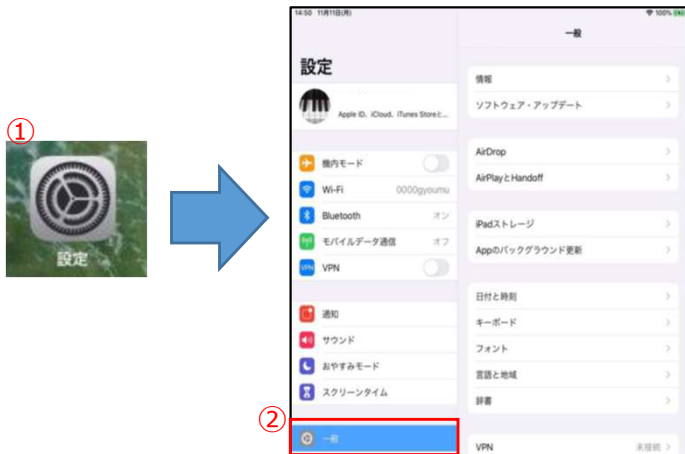 ①
設定
14:50 11月11日(月)
100%
設定
Apple ID、iCloud、iTunes Storeと...
機内モード
Wi-Fi 0000gyoumu
Bluetooth オン
モバイルデータ通信 オフ
VPN VPN
通知
サウンド
おやすみモード
スクリーンタイム
②
一般
一般
情報
ソフトウェア・アップデート
AirDrop
AirPlayとHandoff
iPadストレージ
Appのバックグラウンド更新
日付と時刻
キーボード
フォント
言語と地域
辞書
VPN 未接続